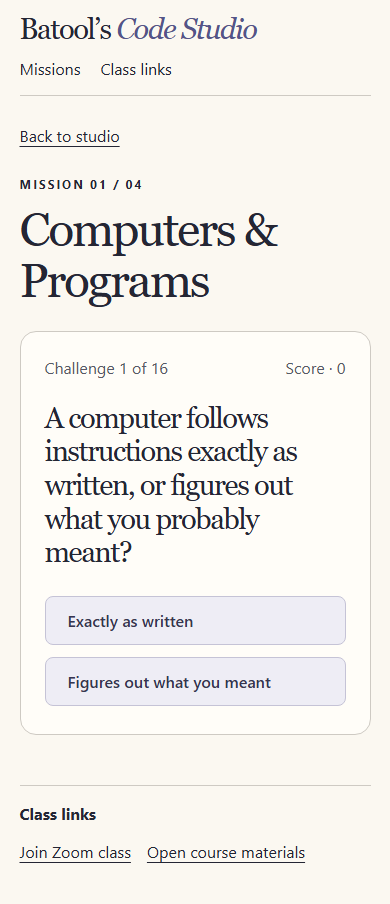 Batool’s Code Studio
Missions Class links
Back to studio
MISSION 01 / 04
Computers &
Programs
Challenge 1 of 16 Score · 0
A computer follows
instructions exactly as
written, or figures out
what you probably
meant?
Exactly as written
Figures out what you meant
Class links
Join Zoom class Open course materials